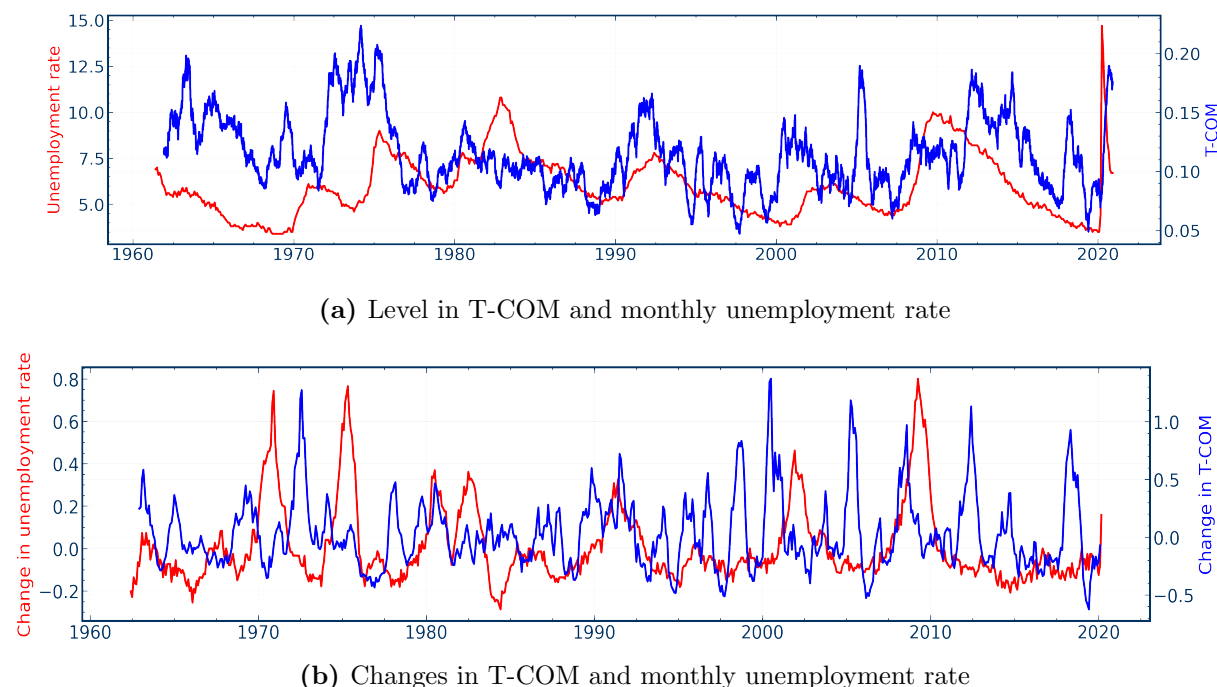 15.0
12.5
10.0
7.5
5.0
Unemployment rate
0.20
0.15
0.10
0.05
T-COM
1960 1970 1980 1990 2000 2010 2020
(a) Level in T-COM and monthly unemployment rate
0.8
0.6
0.4
0.2
0.0
−0.2
Change in unemployment rate
1.0
0.5
0.0
−0.5
Change in T-COM
1960 1970 1980 1990 2000 2010 2020
(b) Changes in T-COM and monthly unemployment rate